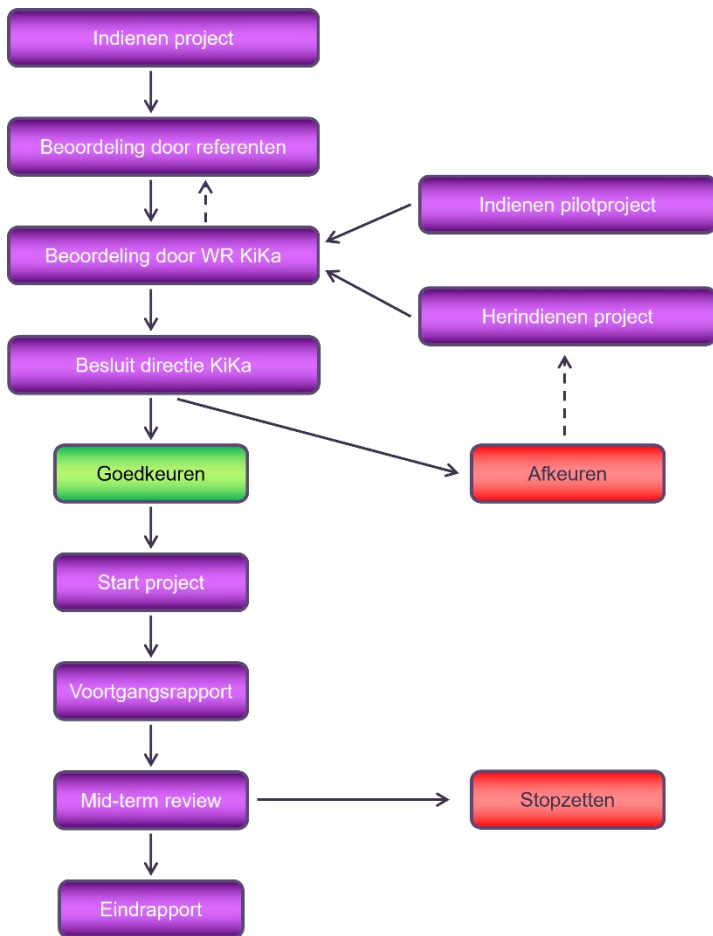 Indienen project
Beoordeling door referenten
Indienen pilotproject
Beoordeling door WR KiKa
Herindienen project
Besluit directie KiKa
Goedkeuren
Afkeuren
Start project
Voortgangsrapport
Mid-term review
Stopzetten
Eindrapport